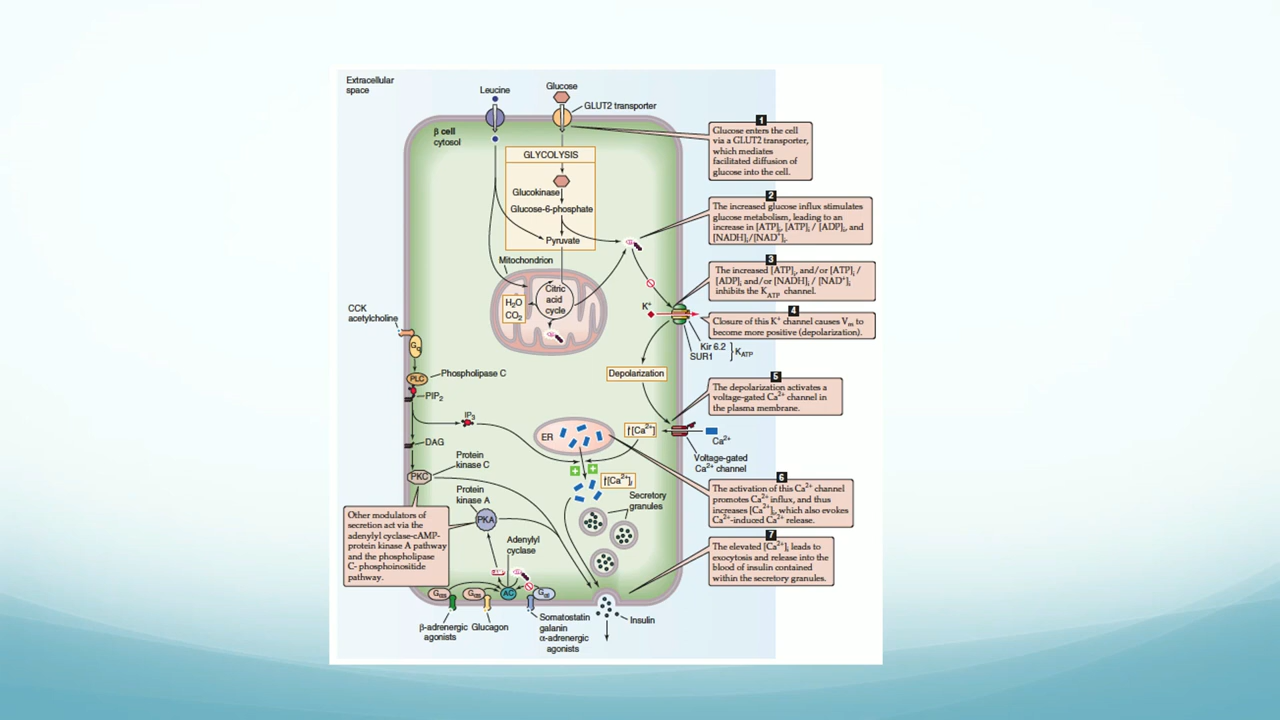 Extracellular
space
Leucine
Glucose
GLUT2 transporter
β cell
cytosol
GLYCOLYSIS
Glucokinase
Glucose-6-phosphate
Pyruvate
Mitochondrion
Citric
acid
cycle
H₂O
CO₂
1
Glucose enters the cell
via a GLUT2 transporter,
which mediates
facilitated diffusion of
glucose into the cell.
2
The increased glucose influx stimulates
glucose metabolism, leading to an
increase in [ATP]i, [ATP]i / [ADP]i, and
[NADH]i/[NAD⁺]i.
3
The increased [ATP]i, and/or [ATP]i /
[ADP]i and/or [NADH]i / [NAD⁺]i
inhibits the KATP channel.
K⁺
4
Closure of this K⁺ channel causes Vm to
become more positive (depolarization).
Kir 6.2
SUR1
KATP
Depolarization
5
The depolarization activates a
voltage-gated Ca²⁺ channel in
the plasma membrane.
CCK
acetylcholine
Gαq
PLC
Phospholipase C
PIP₂
IP₃
DAG
Protein
kinase C
PKC
ER
↑[Ca²⁺]
Ca²⁺
Voltage-gated
Ca²⁺ channel
↑[Ca²⁺]i
6
The activation of this Ca²⁺ channel
promotes Ca²⁺ influx, and thus
increases [Ca²⁺]i, which also evokes
Ca²⁺-induced Ca²⁺ release.
Secretory
granules
Protein
kinase A
PKA
Other modulators of
secretion act via the
adenylyl cyclase-cAMP-
protein kinase A pathway
and the phospholipase
C- phosphoinositide
pathway.
Adenylyl
cyclase
7
The elevated [Ca²⁺]i leads to
exocytosis and release into the
blood of insulin contained
within the secretory granules.
cAMP
Gαs
Gαs
AC
β-adrenergic
agonists
Glucagon
Somatostatin
galanin
α-adrenergic
agonists
Insulin